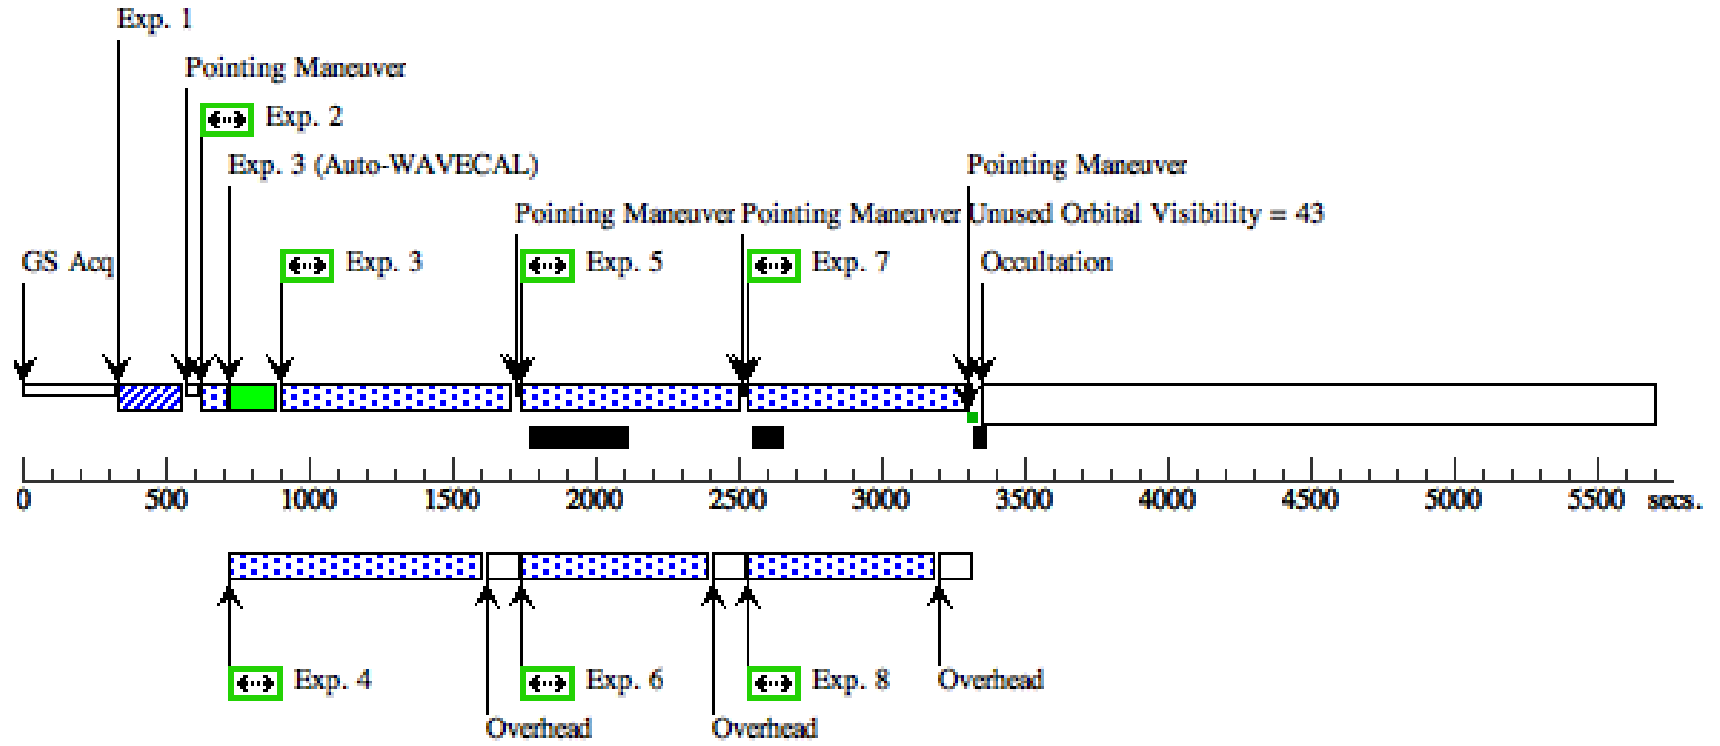 Exp. 1
Pointing Maneuver
Exp. 2
Exp. 3 (Auto-WAVECAL)
Pointing Maneuver
Pointing Maneuver
Pointing Maneuver
Unused Orbital Visibility = 43
GS Acq
Exp. 3
Exp. 5
Exp. 7
Occultation
0 500 1000 1500 2000 2500 3000 3500 4000 4500 5000 5500 secs.
Exp. 4
Exp. 6
Exp. 8
Overhead
Overhead
Overhead